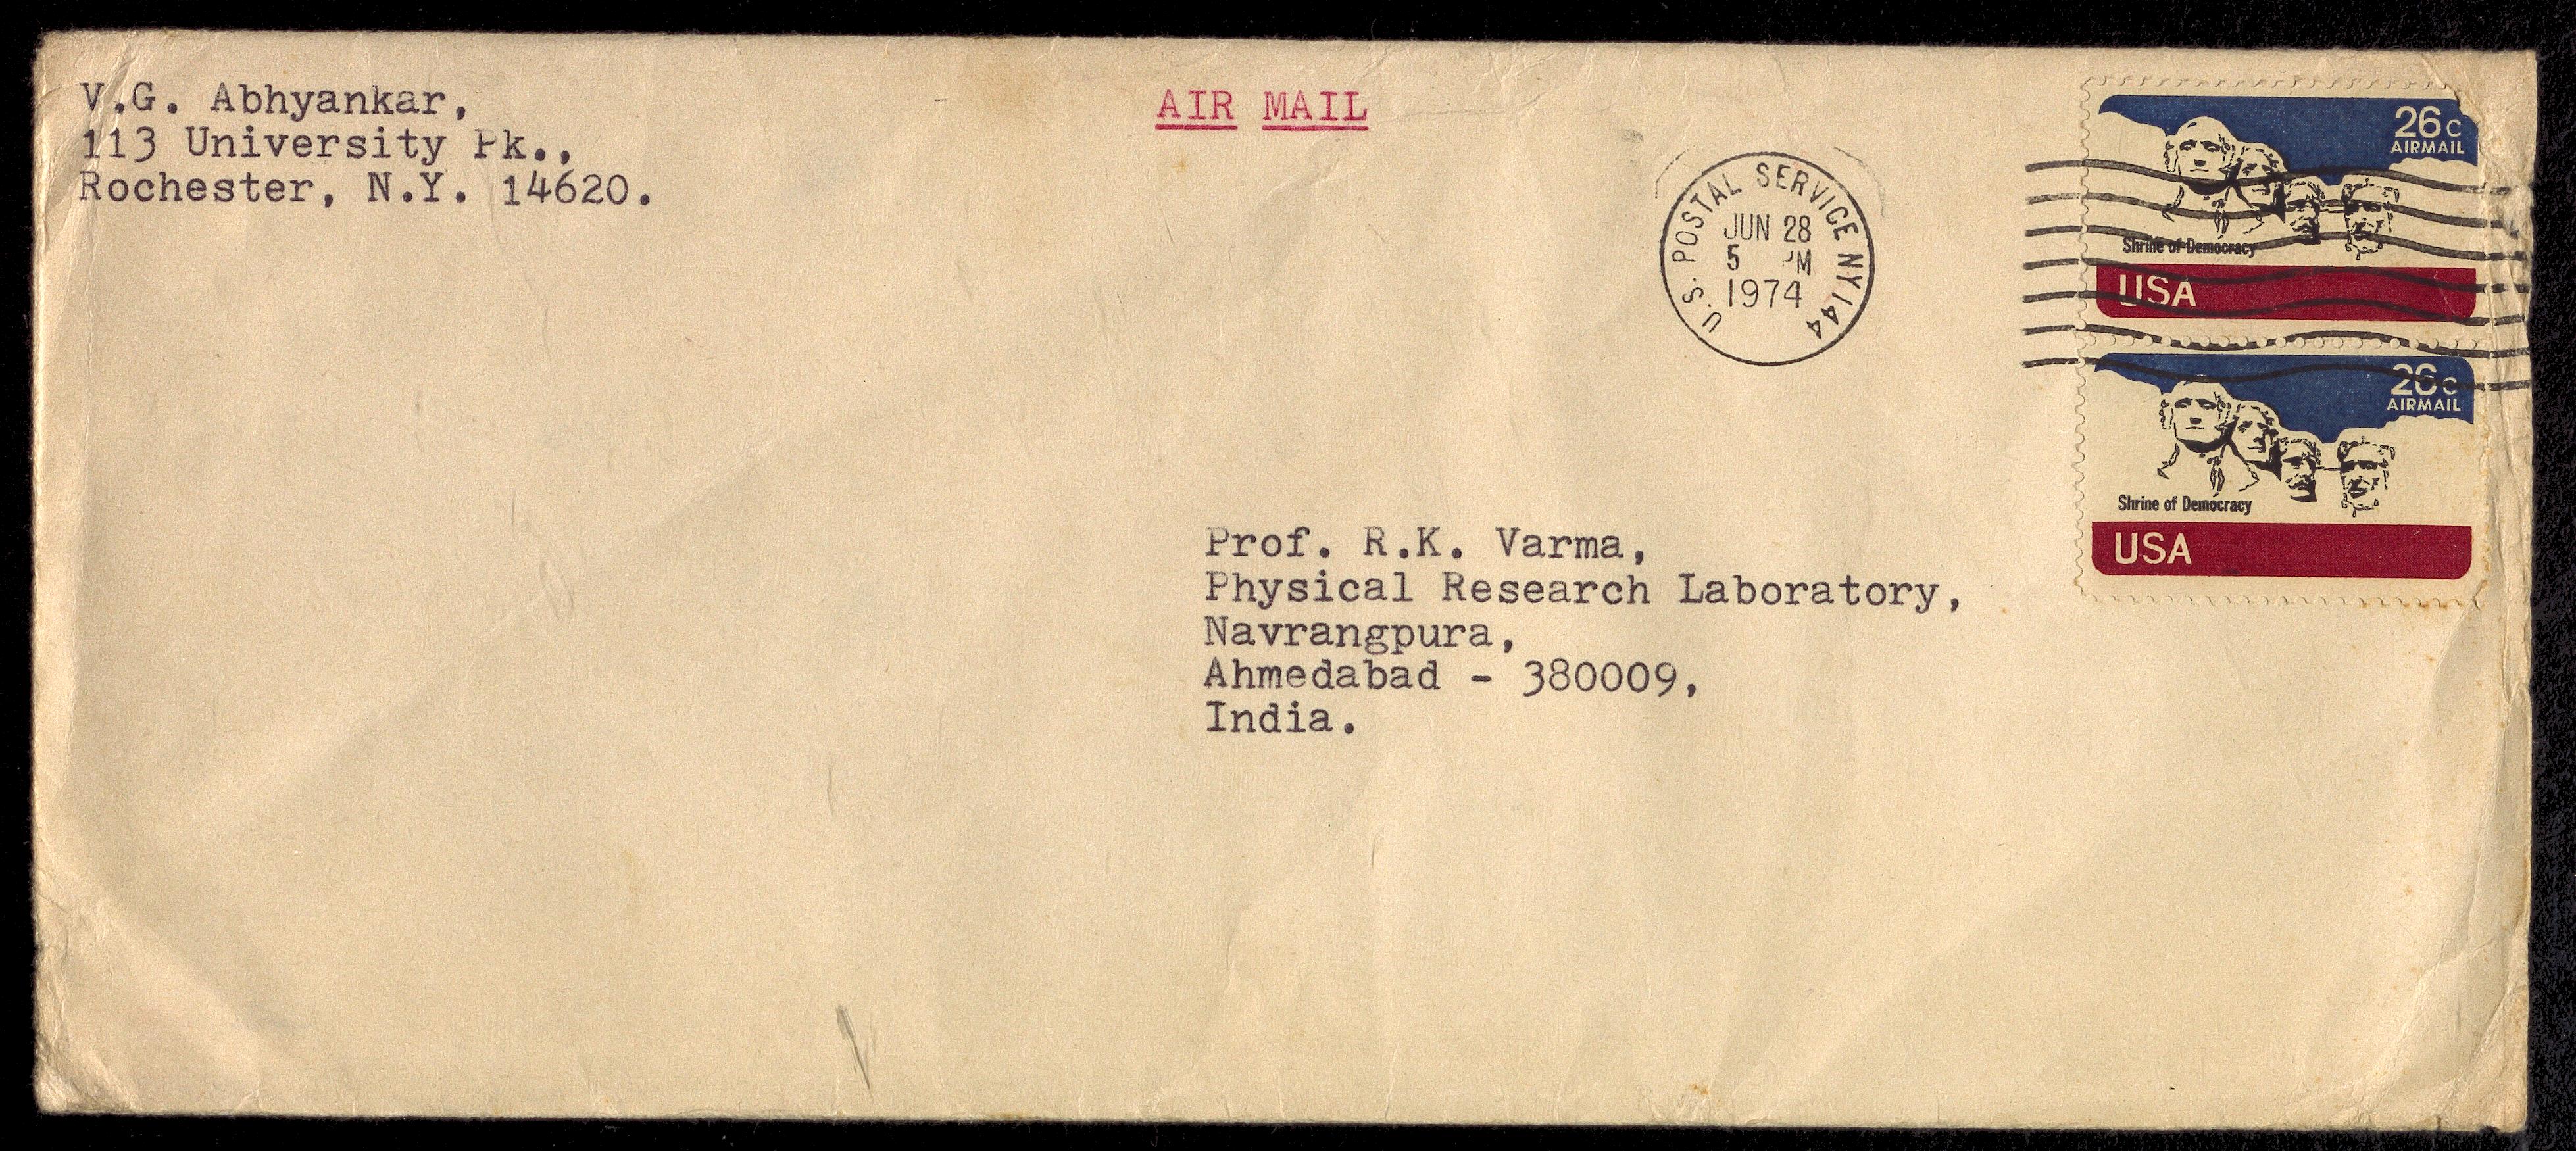 V.G. Abhyankar,
113 University Pk.,
Rochester, N.Y. 14620.
AIR MAIL
U.S. POSTAL SERVICE NY 144
JUN 28
5 PM
1974
26c
AIRMAIL
Shrine of Democracy
USA
26c
AIRMAIL
Shrine of Democracy
USA
Prof. R.K. Varma,
Physical Research Laboratory,
Navrangpura,
Ahmedabad - 380009,
India.